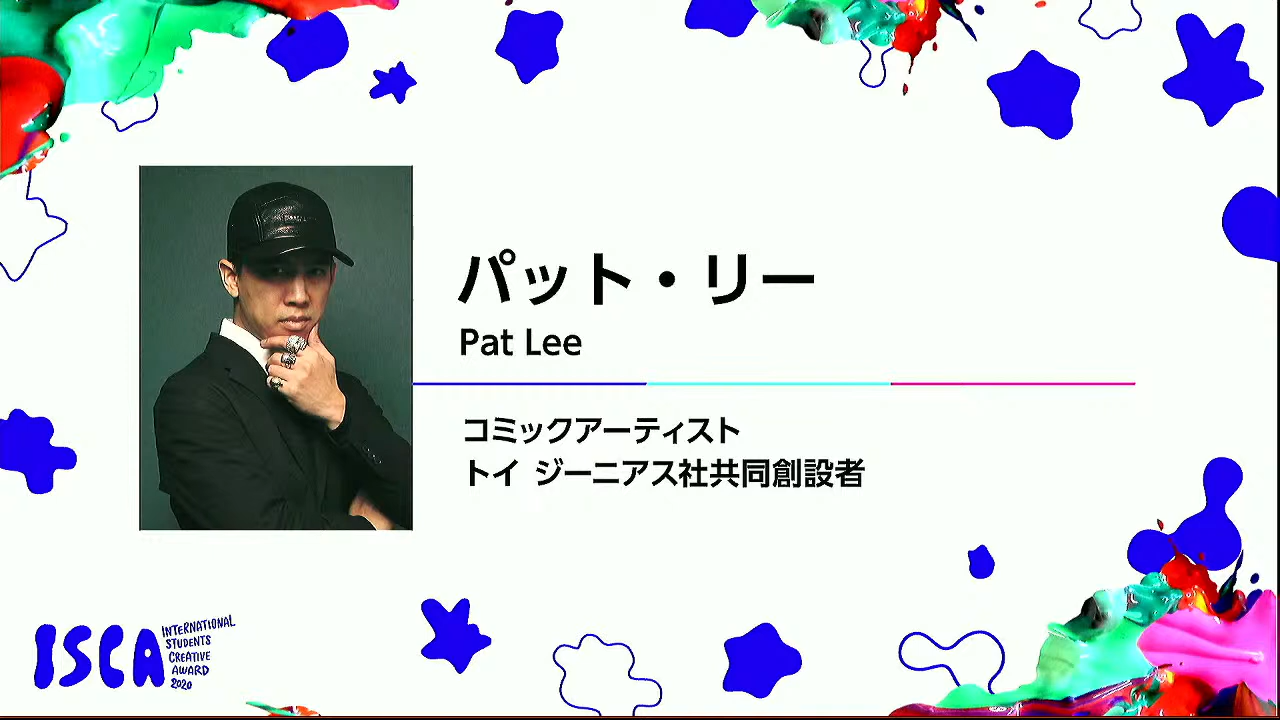 パット・リー
Pat Lee
コミックアーティスト
トイ ジーニアス社共同創設者
ISCA
INTERNATIONAL
STUDENTS
CREATIVE
AWARD
2020